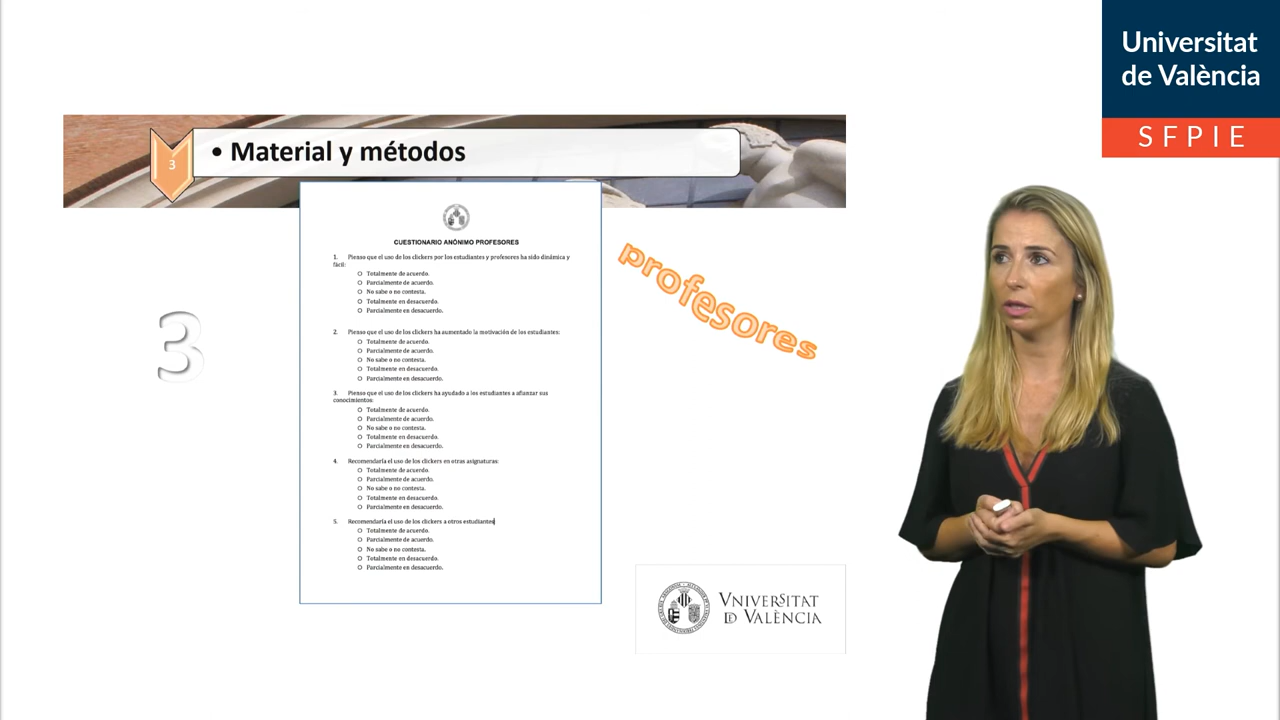 Universitat
de València
SFPIE
3
• Material y métodos
CUESTIONARIO ANÓNIMO PROFESORES
1. Pienso que el uso de los clickers por los estudiantes y profesores ha sido dinámica y
fácil:
O Totalmente de acuerdo.
O Parcialmente de acuerdo.
O No sabe o no contesta.
O Totalmente en desacuerdo.
O Parcialmente en desacuerdo.
2. Pienso que el uso de los clickers ha aumentado la motivación de los estudiantes:
O Totalmente de acuerdo.
O Parcialmente de acuerdo.
O No sabe o no contesta.
O Totalmente en desacuerdo.
O Parcialmente en desacuerdo.
3. Pienso que el uso de los clickers ha ayudado a los estudiantes a afianzar sus
conocimientos:
O Totalmente de acuerdo.
O Parcialmente de acuerdo.
O No sabe o no contesta.
O Totalmente en desacuerdo.
O Parcialmente en desacuerdo.
4. Recomendaría el uso de los clickers en otras asignaturas:
O Totalmente de acuerdo.
O Parcialmente de acuerdo.
O No sabe o no contesta.
O Totalmente en desacuerdo.
O Parcialmente en desacuerdo.
5. Recomendaría el uso de los clickers a otros estudiantes
O Totalmente de acuerdo.
O Parcialmente de acuerdo.
O No sabe o no contesta.
O Totalmente en desacuerdo.
O Parcialmente en desacuerdo.
3
profesores
VNIVERSITAT
DE VALÈNCIA